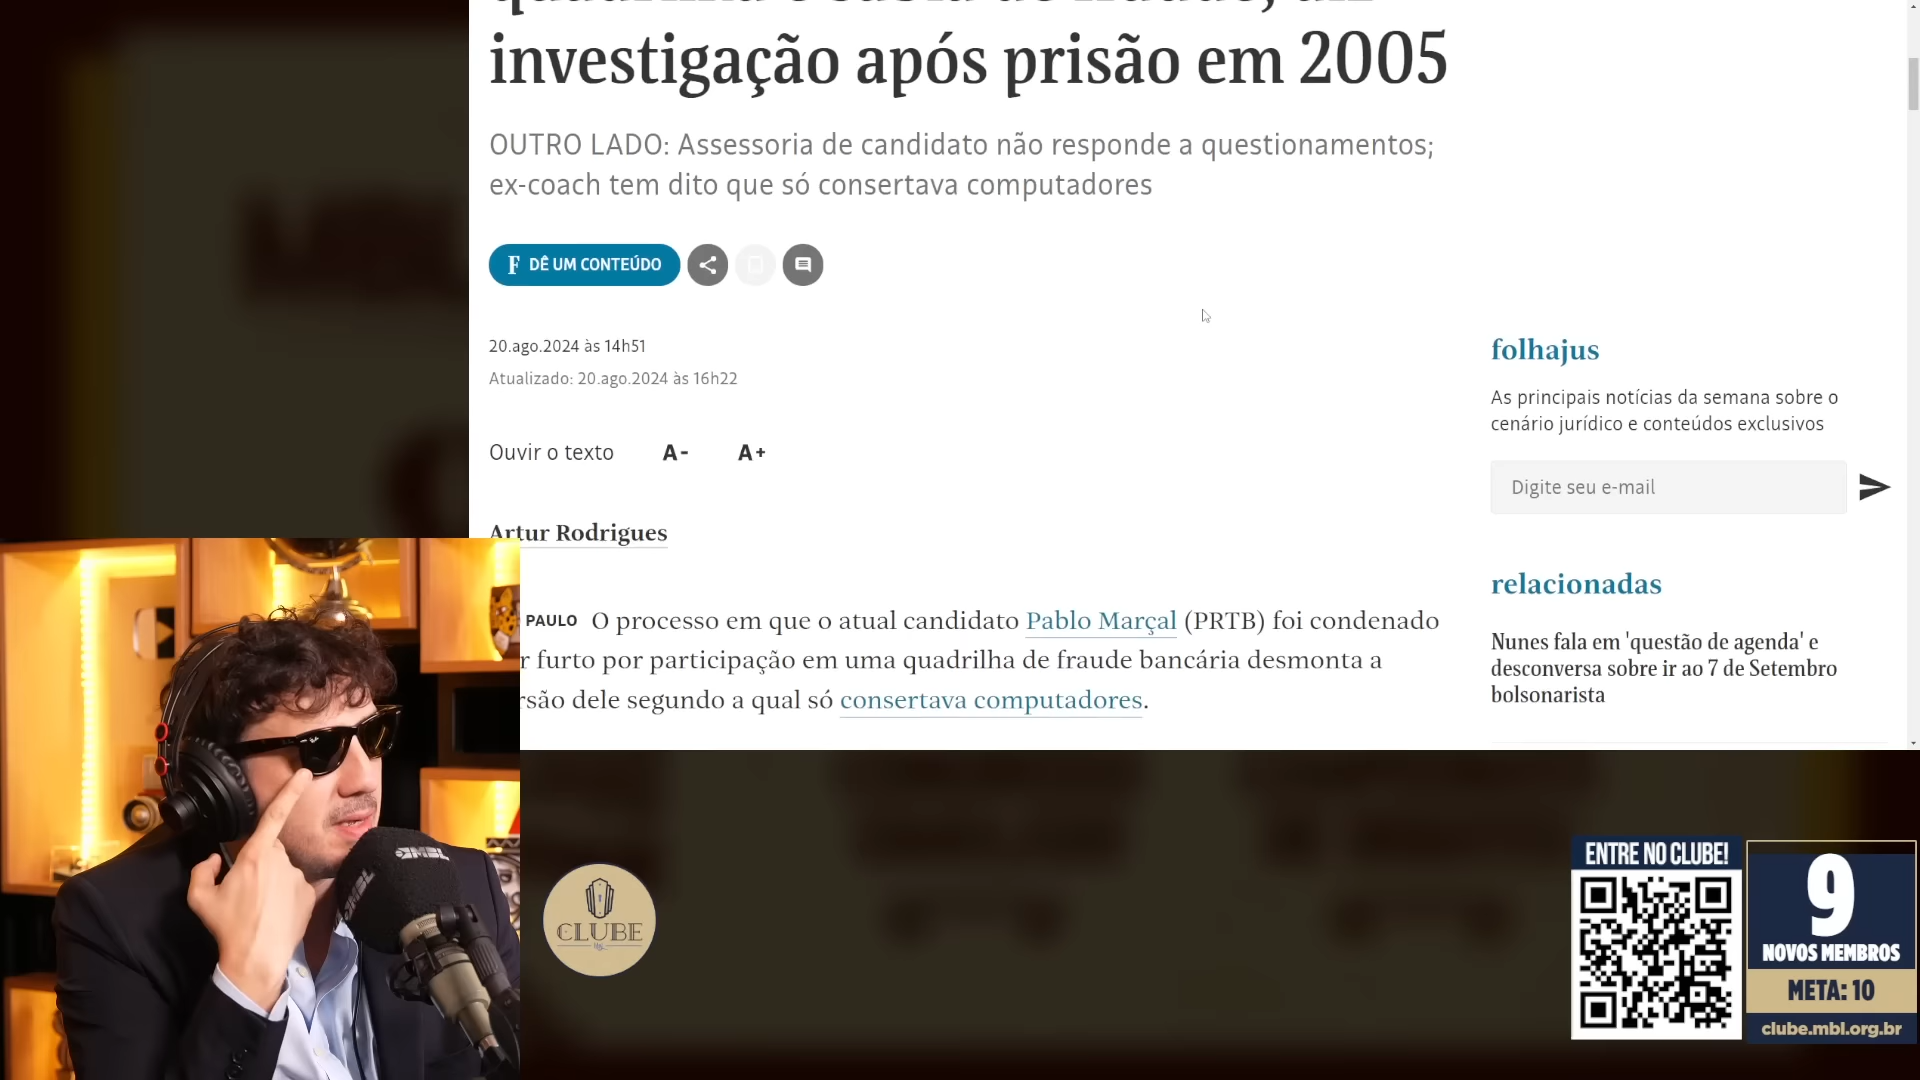 investigação após prisão em 2005
OUTRO LADO: Assessoria de candidato não responde a questionamentos;
ex-coach tem dito que só consertava computadores
F DÊ UM CONTEÚDO
20.ago.2024 às 14h51
Atualizado: 20.ago.2024 às 16h22
Ouvir o texto A- A+
Artur Rodrigues
PAULO O processo em que o atual candidato Pablo Marçal (PRTB) foi condenado
r furto por participação em uma quadrilha de fraude bancária desmonta a
rsão dele segundo a qual só consertava computadores.
folhajus
As principais notícias da semana sobre o
cenário jurídico e conteúdos exclusivos
Digite seu e-mail
relacionadas
Nunes fala em 'questão de agenda' e
desconversa sobre ir ao 7 de Setembro
bolsonarista
MBL
MBL
CLUBE
ENTRE NO CLUBE!
9
NOVOS MEMBROS
META: 10
clube.mbl.org.br